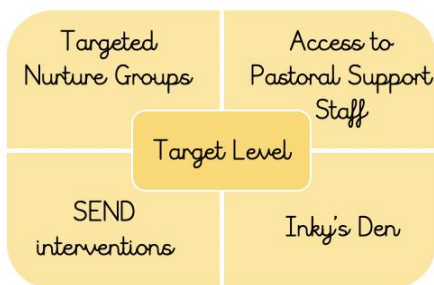 Targeted
Nurture Groups
Access to
Pastoral Support
Staff
Target Level
SEND
interventions
Inky's Den